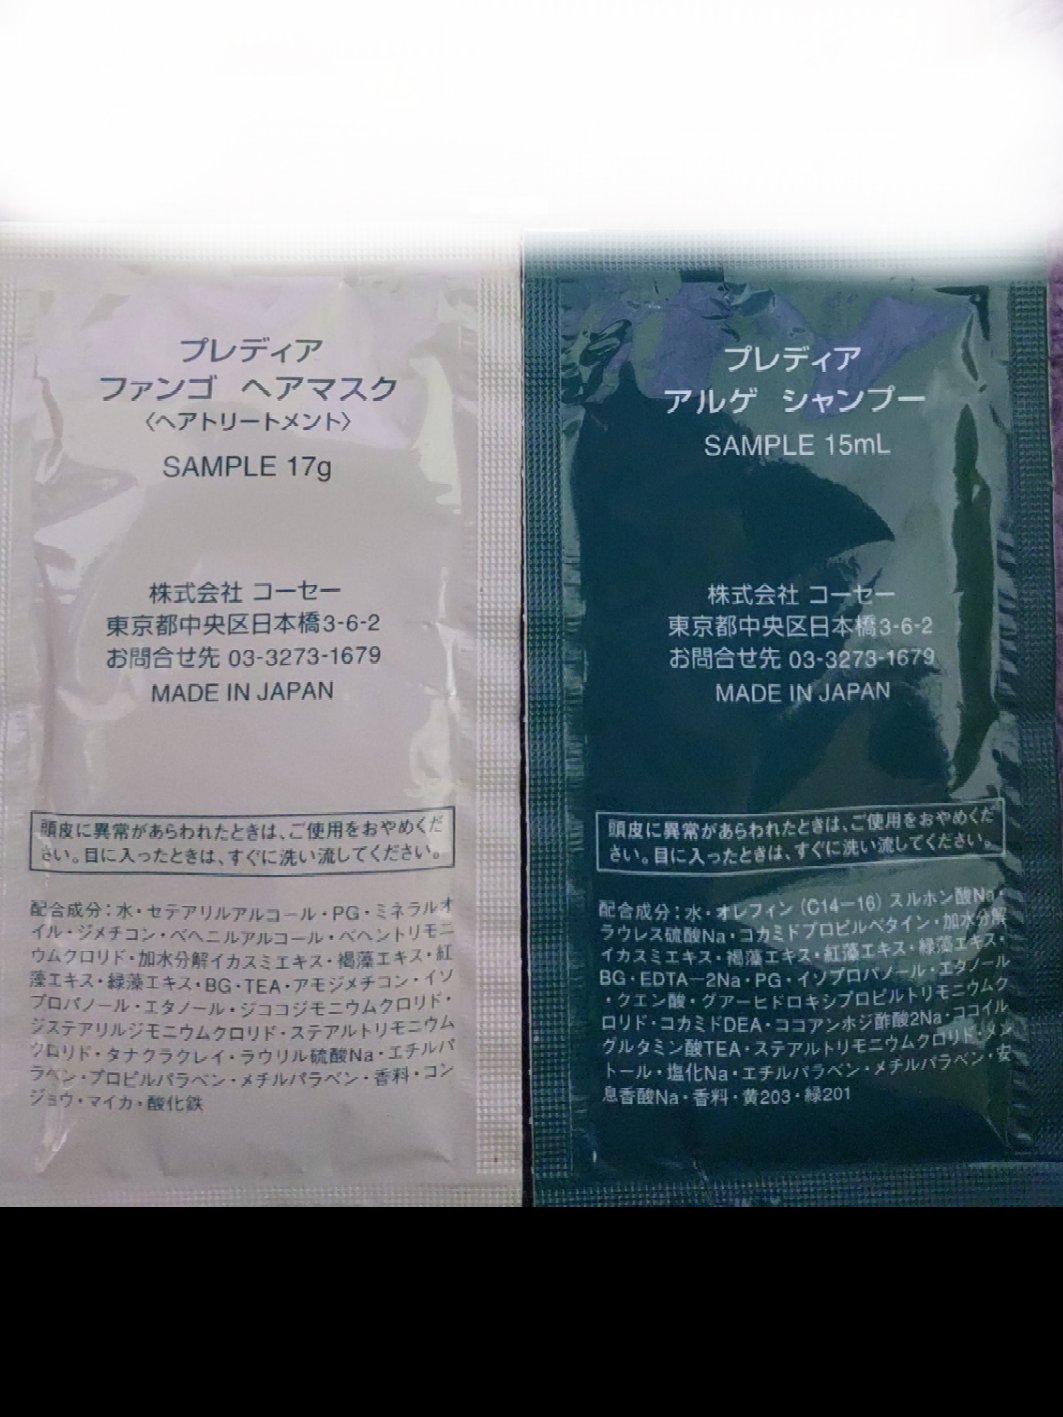 プレディア
ファンゴ ヘアマスク
〈ヘアトリートメント〉
SAMPLE 17g
株式会社 コーセー
東京都中央区日本橋3-6-2
お問合せ先 03-3273-1679
MADE IN JAPAN
頭皮に異常があらわれたときは、ご使用をおやめくだ
さい。目に入ったときは、すぐに洗い流してください。
配合成分：水・セテアリルアルコール・PG・ミネラルオ
イル・ジメチコン・ベヘニルアルコール・ベヘントリモニ
ウムクロリド・加水分解イカスミエキス・褐藻エキス・紅
藻エキス・緑藻エキス・BG・TEA・アモジメチコン・イソ
プロパノール・エタノール・ジココジモニウムクロリド・
ジステアリルジモニウムクロリド・ステアルトリモニウム
クロリド・タナクラクレイ・ラウリル硫酸Na・エチルパ
ラベン・プロピルパラベン・メチルパラベン・香料・コン
ジョウ・マイカ・酸化鉄
プレディア
アルゲ シャンプー
SAMPLE 15mL
株式会社 コーセー
東京都中央区日本橋3-6-2
お問合せ先 03-3273-1679
MADE IN JAPAN
頭皮に異常があらわれたときは、ご使用をおやめくだ
さい。目に入ったときは、すぐに洗い流してください。
配合成分：水・オレフィン（C14－16）スルホン酸Na・
ラウレス硫酸Na・コカミドプロピルベタイン・加水分解
イカスミエキス・褐藻エキス・紅藻エキス・緑藻エキス・
BG・EDTA－2Na・PG・イソプロパノール・エタノール
・クエン酸・グアーヒドロキシプロピルトリモニウムク
ロリド・コカミドDEA・ココアンホジ酢酸2Na・ココイル
グルタミン酸TEA・ステアルトリモニウムクロリド・メン
トール・塩化Na・エチルパラベン・メチルパラベン・安
息香酸Na・香料・黄203・緑201